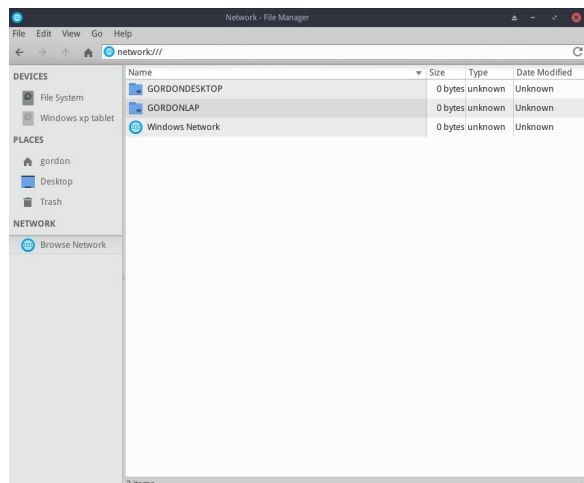 Network - File Manager
File Edit View Go Help
network:///
DEVICES
File System
Windows xp tablet
PLACES
gordon
Desktop
Trash
NETWORK
Browse Network
Name Size Type Date Modified
GORDONDESKTOP 0 bytes unknown Unknown
GORDONLAP 0 bytes unknown Unknown
Windows Network 0 bytes unknown Unknown